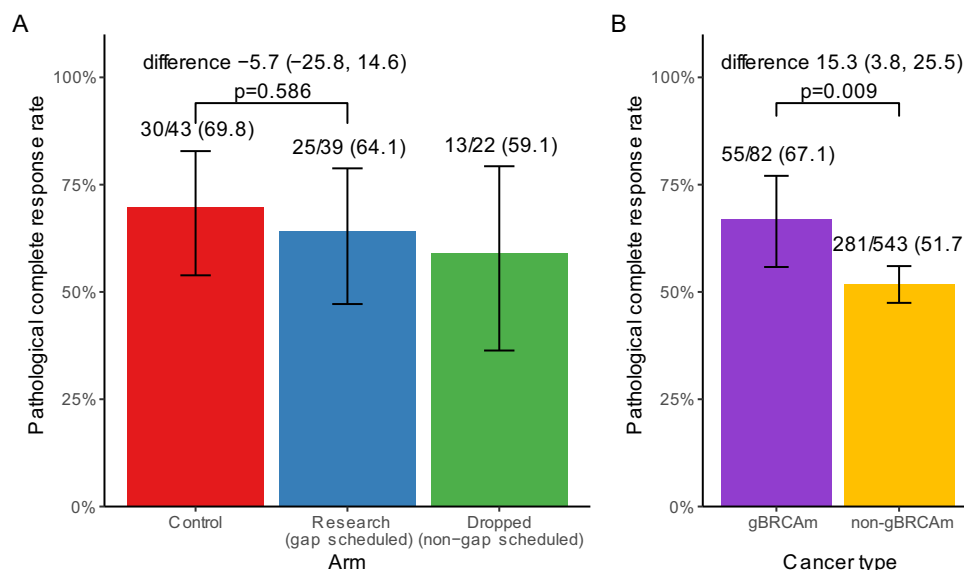 A
difference −5.7 (−25.8, 14.6)
p=0.586
30/43 (69.8)
25/39 (64.1)
13/22 (59.1)
100%
75%
50%
25%
0%
Pathological complete response rate
Control
Research
(gap scheduled)
Dropped
(non−gap scheduled)
Arm
B
difference 15.3 (3.8, 25.5)
p=0.009
55/82 (67.1)
281/543 (51.7
100%
75%
50%
25%
0%
Pathological complete response rate
gBRCAm
non−gBRCAm
Cancer type